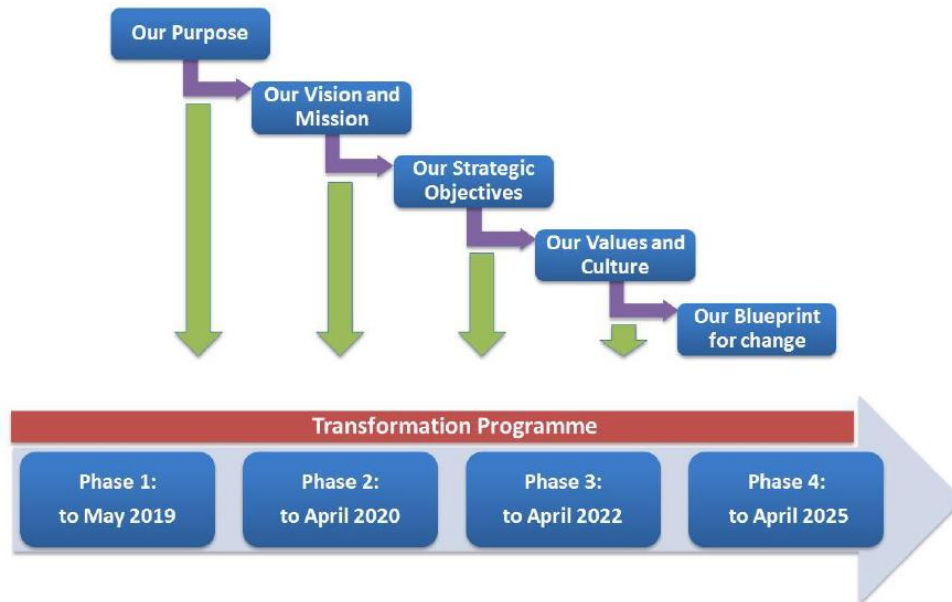 Our Purpose
Our Vision and
Mission
Our Strategic
Objectives
Our Values and
Culture
Our Blueprint
for change
Transformation Programme
Phase 1:
to May 2019
Phase 2:
to April 2020
Phase 3:
to April 2022
Phase 4:
to April 2025